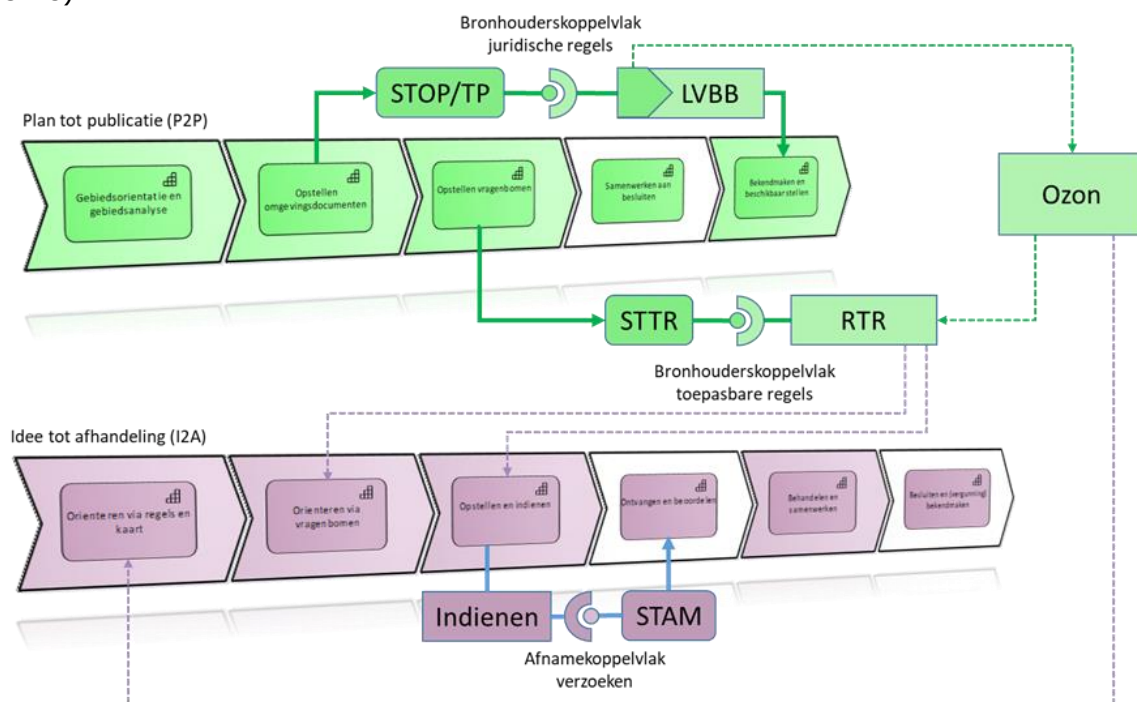 Bronhouderskoppelvlak
juridische regels
STOP/TP
LVBB
Plan tot publicatie (P2P)
Gebiedsorientatie en
gebiedsanalyse
Opstellen
omgevingsdocumenten
Opstellen vragenbomen
Samenwerken aan
besluiten
Bekendmaken en
beschikbaar stellen
Ozon
STTR
RTR
Bronhouderskoppelvlak
toepasbare regels
Idee tot afhandeling (I2A)
Orienteren via regels en
kaart
Orienteren via
vragenbomen
Opstellen en indienen
Ontvangen en beoordelen
Behandelen en
samenwerken
Besluiten en (vergunning)
bekendmaken
Indienen
STAM
Afnamekoppelvlak
verzoeken